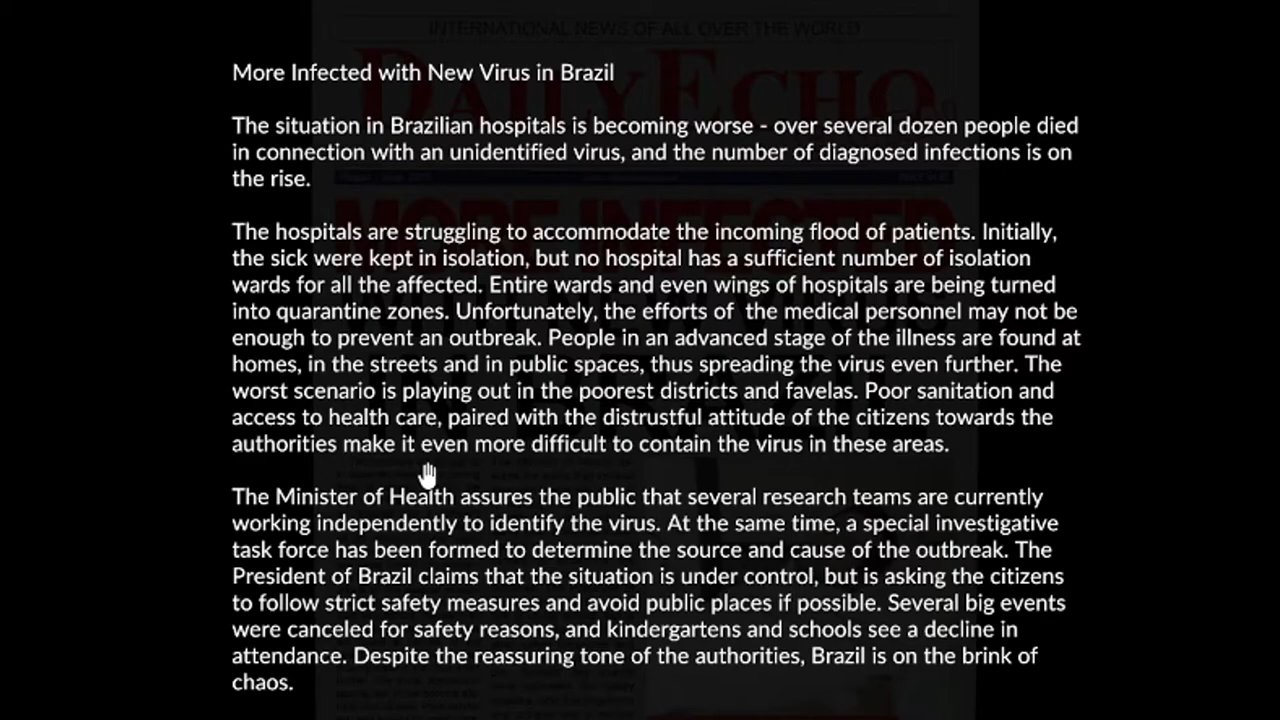 INTERNATIONAL NEWS OF ALL OVER THE WORLD
DAILY ECHO
More Infected with New Virus in Brazil
The situation in Brazilian hospitals is becoming worse - over several dozen people died
in connection with an unidentified virus, and the number of diagnosed infections is on
the rise.
MORE INFECTED
The hospitals are struggling to accommodate the incoming flood of patients. Initially,
the sick were kept in isolation, but no hospital has a sufficient number of isolation
wards for all the affected. Entire wards and even wings of hospitals are being turned
into quarantine zones. Unfortunately, the efforts of  the medical personnel may not be
enough to prevent an outbreak. People in an advanced stage of the illness are found at
homes, in the streets and in public spaces, thus spreading the virus even further. The
worst scenario is playing out in the poorest districts and favelas. Poor sanitation and
access to health care, paired with the distrustful attitude of the citizens towards the
authorities make it even more difficult to contain the virus in these areas.
The Minister of Health assures the public that several research teams are currently
working independently to identify the virus. At the same time, a special investigative
task force has been formed to determine the source and cause of the outbreak. The
President of Brazil claims that the situation is under control, but is asking the citizens
to follow strict safety measures and avoid public places if possible. Several big events
were canceled for safety reasons, and kindergartens and schools see a decline in
attendance. Despite the reassuring tone of the authorities, Brazil is on the brink of
chaos.